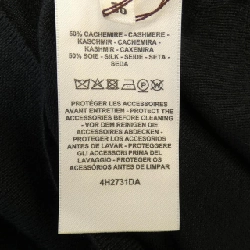 50% CACHEMIRE - CASHMERE -
KASCHMIR - CACHEMIRA -
KASHMIR - CAXEMIRA
50% SOIE - SILK - SEIDE - SETA -
SEDA
PROTÉGER LES ACCESSOIRES
AVANT ENTRETIEN - PROTECT THE
ACCESSORIES BEFORE CLEANING
- VOR DEM REINIGEN DIE
ACCESSOIRES ABDECKEN -
PROTEGER LOS ACCESORIOS
ANTES DE LAVAR - PROTEGGERE
GLI ACCESSORI PRIMA DEL
LAVAGGIO - PROTEGER OS
ACESSÓRIOS ANTES DE LIMPAR
4H2731DA